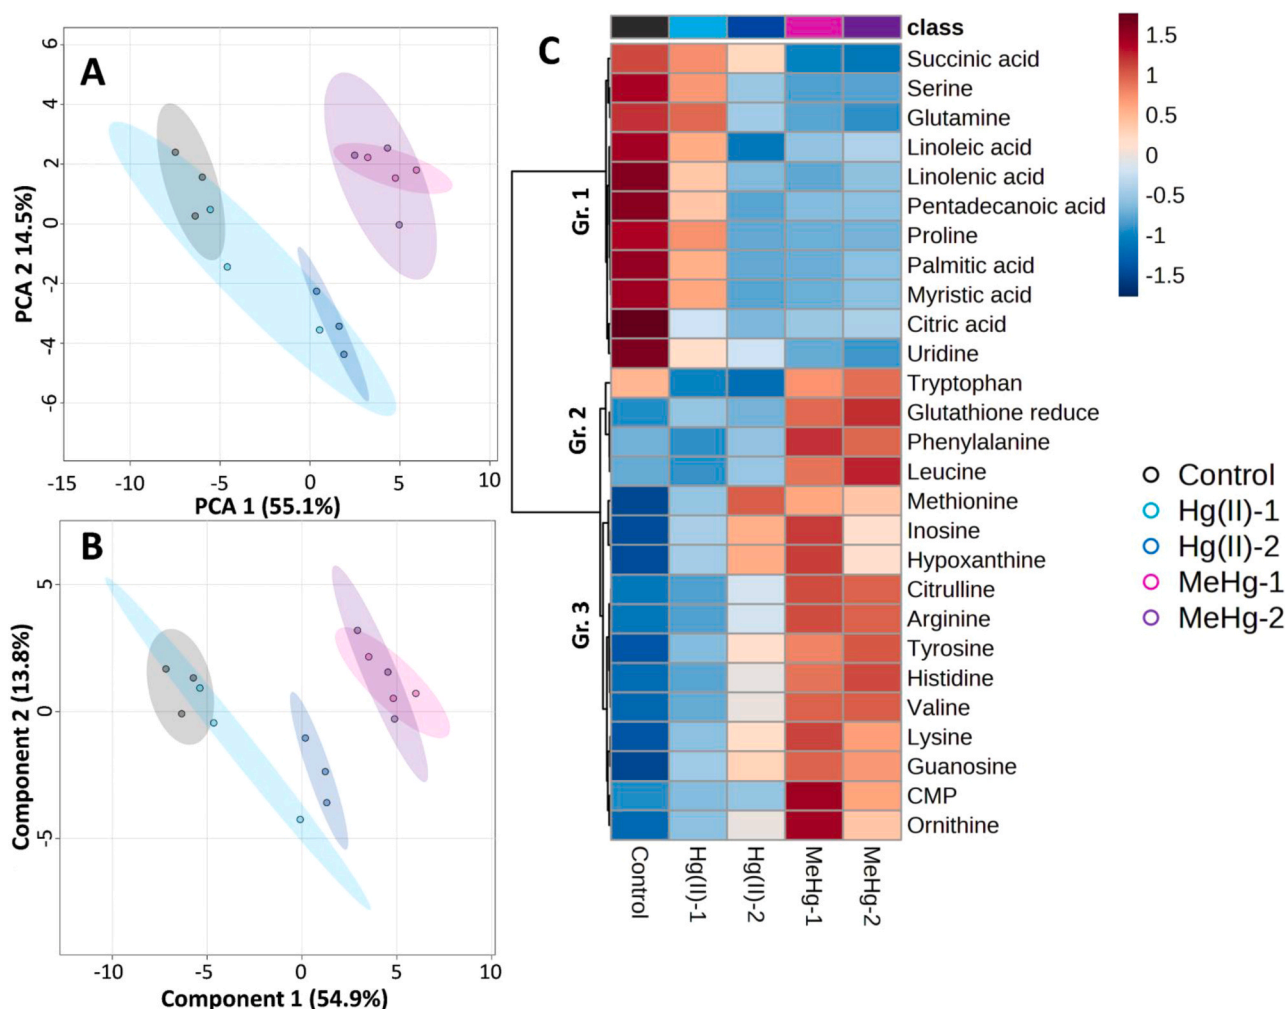 A
6
4
2
0
-2
-4
-6
PCA 2 14.5%)
-15 -10 -5 0 5 10
PCA 1 (55.1%)
B
5
0
-5
Component 2 (13.8%)
-10 -5 0 5 10
Component 1 (54.9%)
C
class
Succinic acid
Serine
Glutamine
Linoleic acid
Linolenic acid
Pentadecanoic acid
Proline
Palmitic acid
Myristic acid
Citric acid
Uridine
Tryptophan
Glutathione reduce
Phenylalanine
Leucine
Methionine
Inosine
Hypoxanthine
Citrulline
Arginine
Tyrosine
Histidine
Valine
Lysine
Guanosine
CMP
Ornithine
Gr. 1
Gr. 2
Gr. 3
Control
Hg(II)-1
Hg(II)-2
MeHg-1
MeHg-2
1.5
1
0.5
0
-0.5
-1
-1.5
Control
Hg(II)-1
Hg(II)-2
MeHg-1
MeHg-2